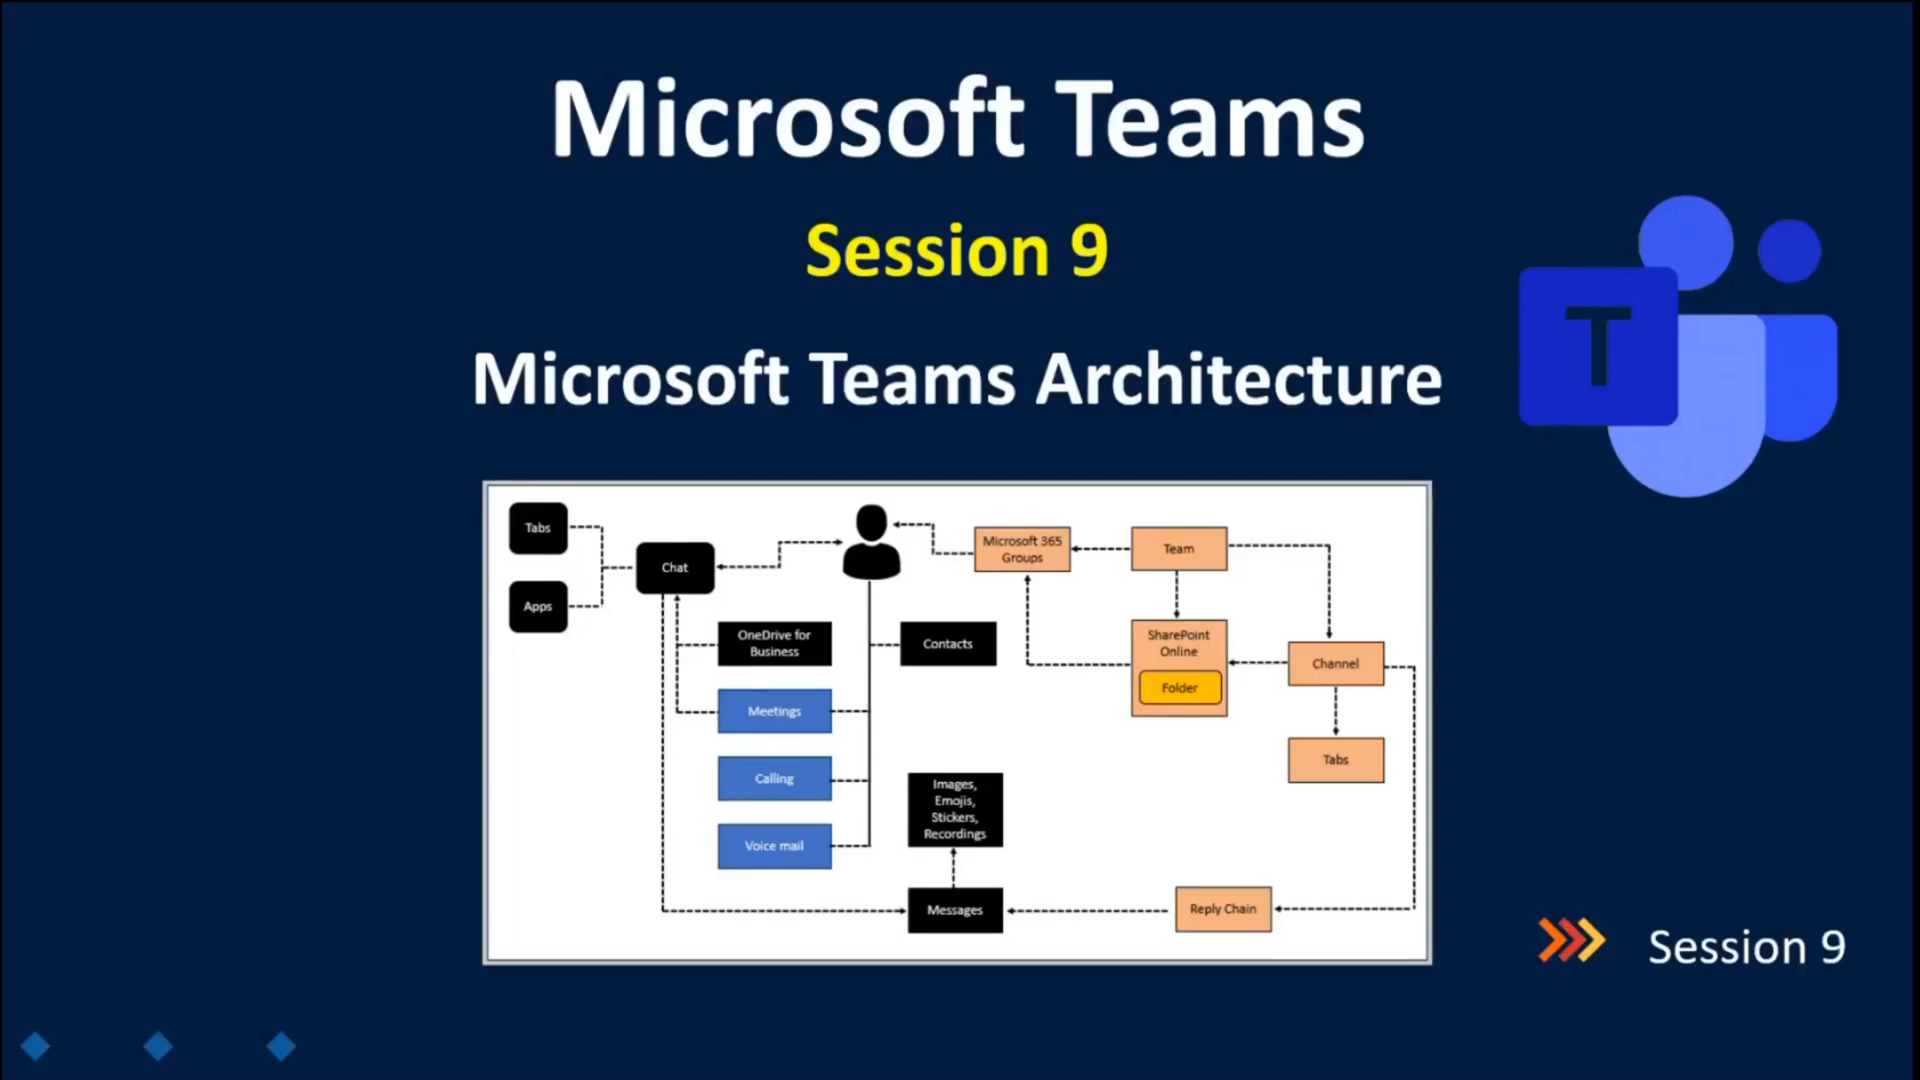 Microsoft Teams
Session 9
Microsoft Teams Architecture
T
Tabs
Apps
Chat
OneDrive for
Business
Meetings
Calling
Voice mail
Contacts
Images,
Emojis,
Stickers,
Recordings
Messages
Microsoft 365
Groups
Team
SharePoint
Online
Folder
Channel
Tabs
Reply Chain
Session 9